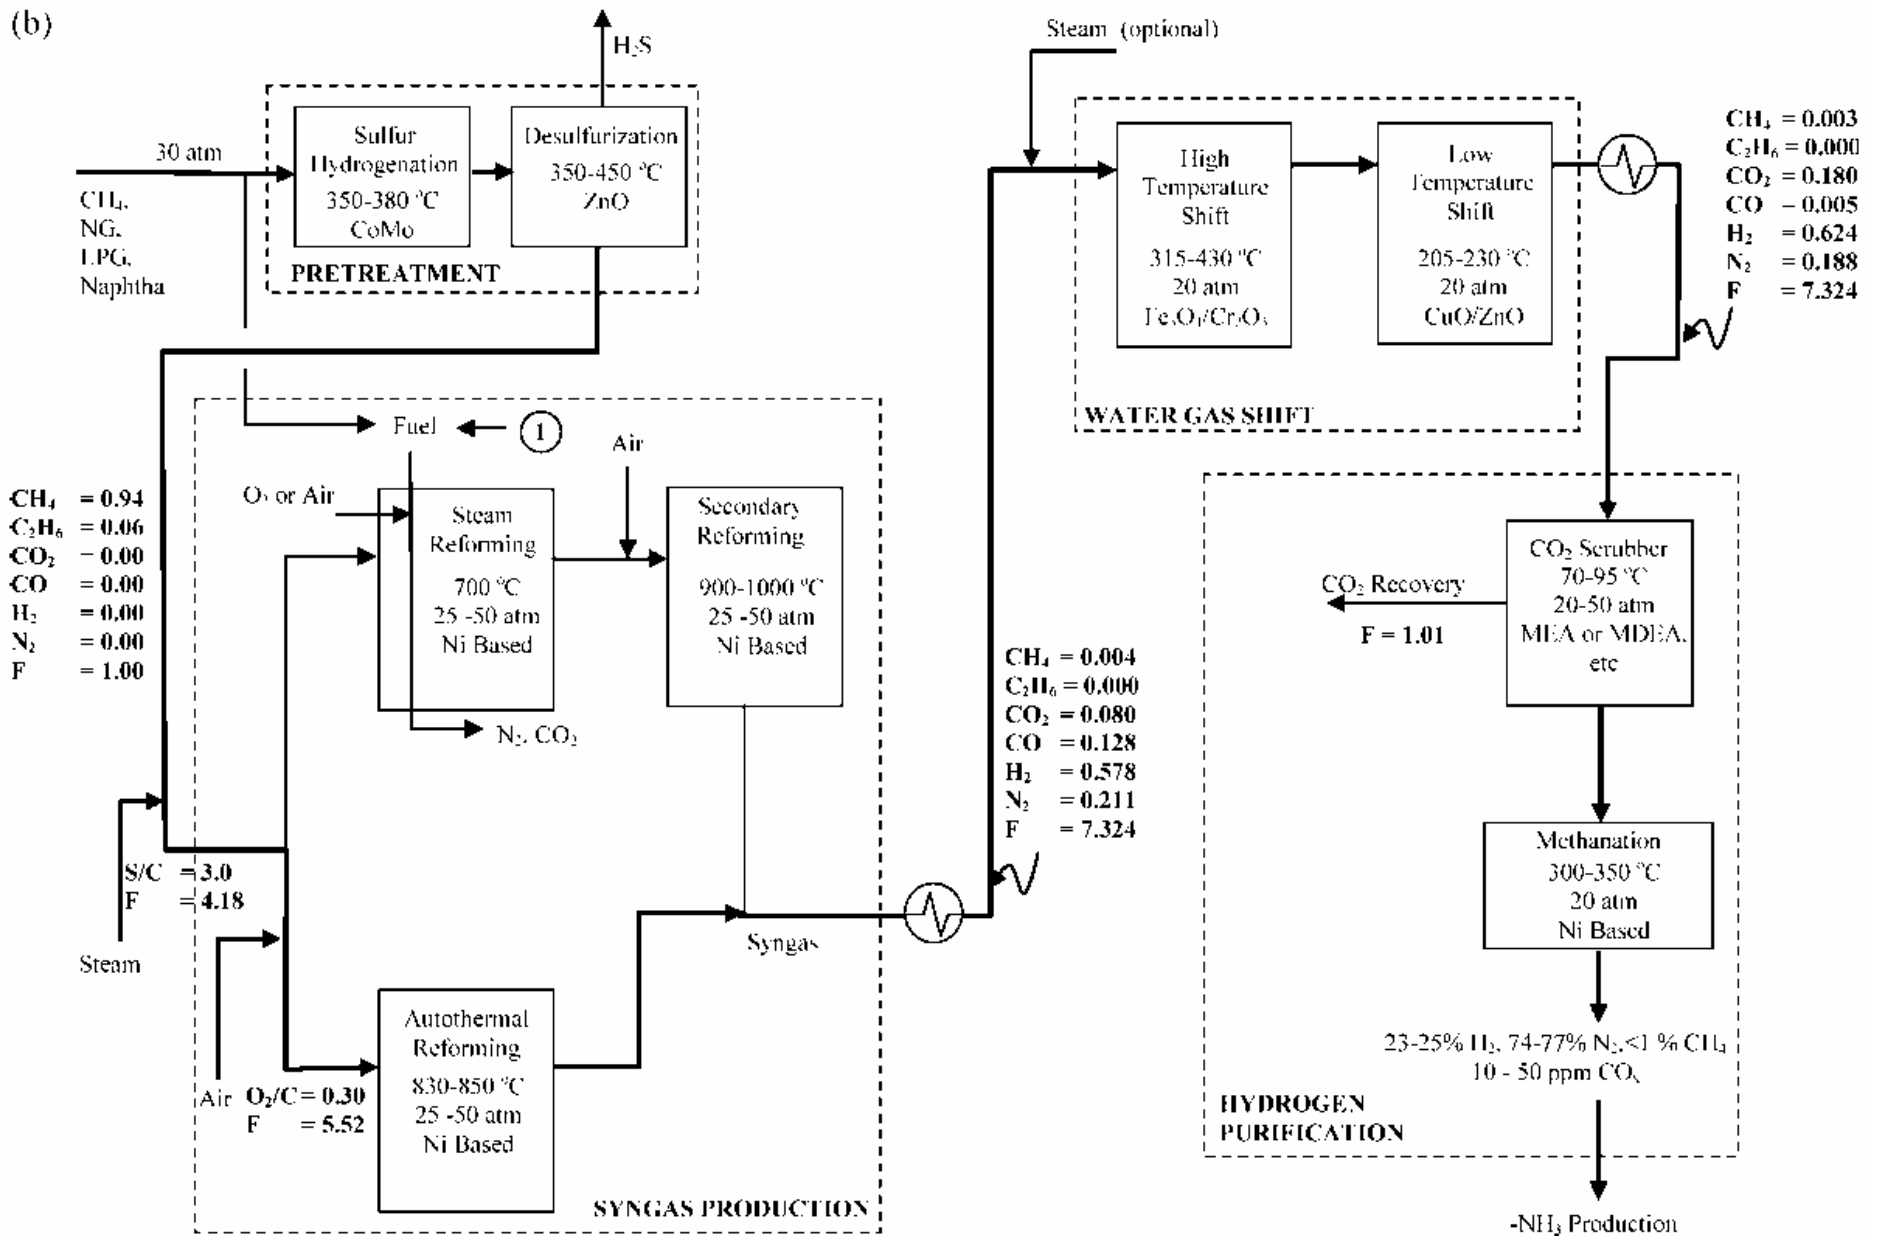 (b)
H₂S
30 atm
CH₄,
NG,
LPG,
Naphtha
Sulfur
Hydrogenation
350-380 °C
CoMo
Desulfurization
350-450 °C
ZnO
PRETREATMENT
Fuel
1
Air
O₂ or Air
Steam
Reforming
700 °C
25 -50 atm
Ni Based
Secondary
Reforming
900-1000 °C
25 -50 atm
Ni Based
N₂, CO₂
CH₄ = 0.94
C₂H₆ = 0.06
CO₂ = 0.00
CO = 0.00
H₂ = 0.00
N₂ = 0.00
F = 1.00
S/C = 3.0
F = 4.18
Steam
Air
O₂/C = 0.30
F = 5.52
Autothermal
Reforming
830-850 °C
25 -50 atm
Ni Based
Syngas
SYNGAS PRODUCTION
CH₄ = 0.004
C₂H₆ = 0.000
CO₂ = 0.080
CO = 0.128
H₂ = 0.578
N₂ = 0.211
F = 7.324
Steam (optional)
High
Temperature
Shift
315-430 °C
20 atm
Fe₃O₄/Cr₂O₃
Low
Temperature
Shift
205-230 °C
20 atm
CuO/ZnO
WATER GAS SHIFT
CH₄ = 0.003
C₂H₆ = 0.000
CO₂ = 0.180
CO = 0.005
H₂ = 0.624
N₂ = 0.188
F = 7.324
CO₂ Scrubber
70-95 °C
20-50 atm
MEA or MDEA,
etc
CO₂ Recovery
F = 1.01
Methanation
300-350 °C
20 atm
Ni Based
23-25% H₂, 74-77% N₂,<1 % CH₄
10 - 50 ppm COₓ
HYDROGEN
PURIFICATION
-NH₃ Production